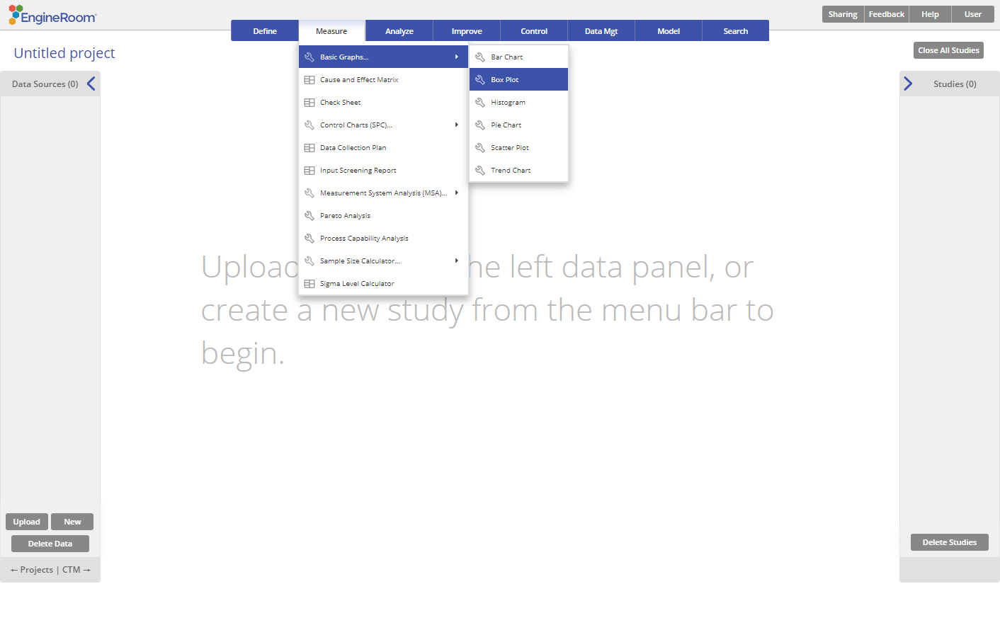 EngineRoom
Sharing Feedback Help User
Define Measure Analyze Improve Control Data Mgt Model Search
Untitled project
Close All Studies
Data Sources (0)
Studies (0)
Basic Graphs...
Cause and Effect Matrix
Check Sheet
Control Charts (SPC)...
Data Collection Plan
Input Screening Report
Measurement System Analysis (MSA)...
Pareto Analysis
Process Capability Analysis
Sample Size Calculator...
Sigma Level Calculator
Bar Chart
Box Plot
Histogram
Pie Chart
Scatter Plot
Trend Chart
Upload he left data panel, or
create a new study from the menu bar to
begin.
Upload New
Delete Data
← Projects | CTM →
Delete Studies